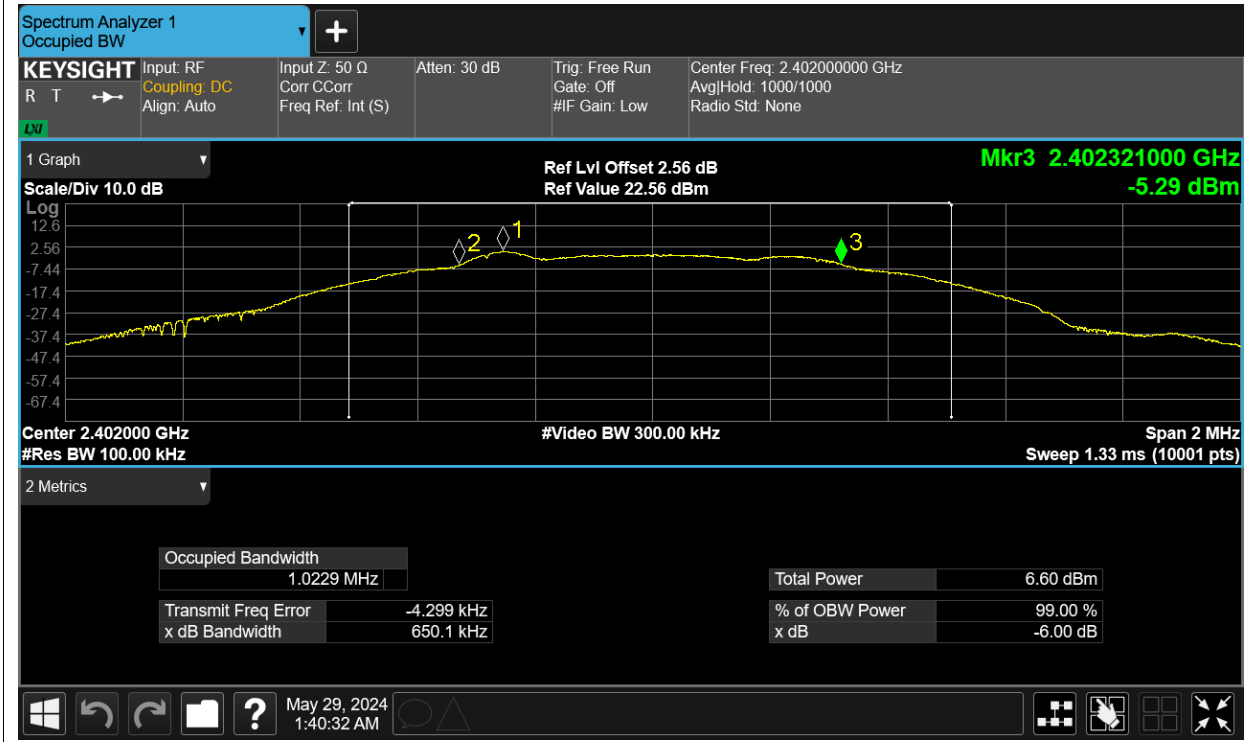 Spectrum Analyzer 1
Occupied BW
▼
+
KEYSIGHT
R T
LXI
Input: RF
Coupling: DC
Align: Auto
Input Z: 50 Ω
Corr CCorr
Freq Ref: Int (S)
Atten: 30 dB
Trig: Free Run
Gate: Off
#IF Gain: Low
Center Freq: 2.402000000 GHz
Avg|Hold: 1000/1000
Radio Std: None
1 Graph ▼
Scale/Div 10.0 dB
Ref Lvl Offset 2.56 dB
Ref Value 22.56 dBm
Mkr3 2.402321000 GHz
-5.29 dBm
Log
12.6
2.56
-7.44
-17.4
-27.4
-37.4
-47.4
-57.4
-67.4
2
1
3
Center 2.402000 GHz
#Res BW 100.00 kHz
#Video BW 300.00 kHz
Span 2 MHz
Sweep 1.33 ms (10001 pts)
2 Metrics ▼
Occupied Bandwidth
1.0229 MHz
Transmit Freq Error -4.299 kHz
x dB Bandwidth 650.1 kHz
Total Power 6.60 dBm
% of OBW Power 99.00 %
x dB -6.00 dB
?
May 29, 2024
1:40:32 AM